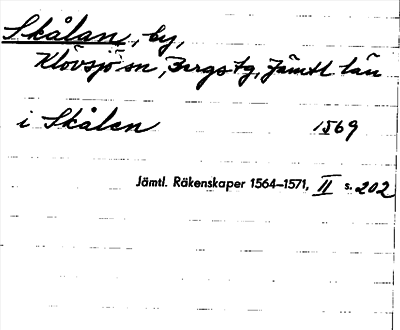 Skålan, by,
Klövsjö sn, Bergs tg, Jämtl län
i Skålen 1569
Jämtl. Räkenskaper 1564–1571, II s. 202